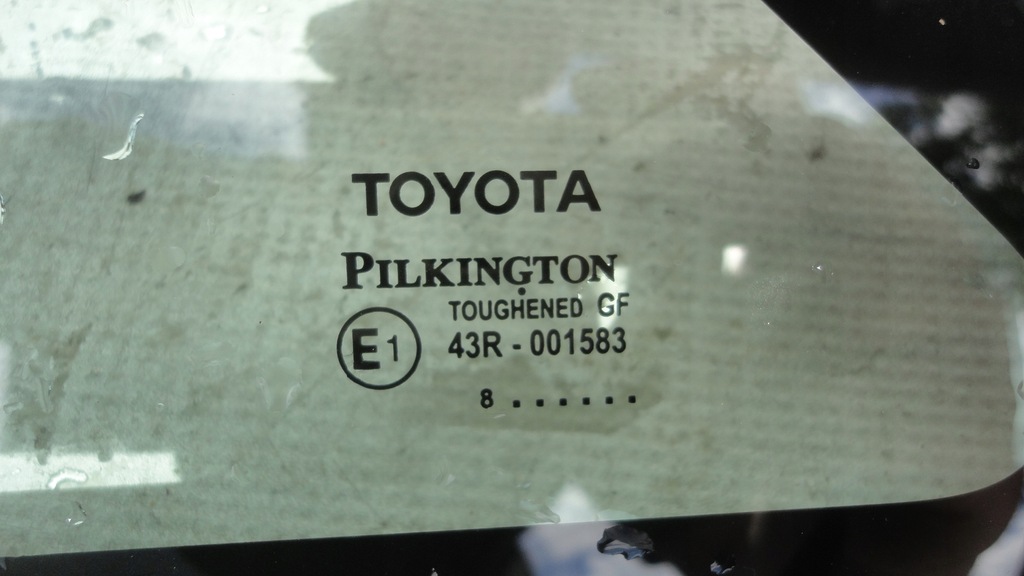 TOYOTA
PILKINGTON
TOUGHENED GF
E1 43R - 001583
8 . . . . . .